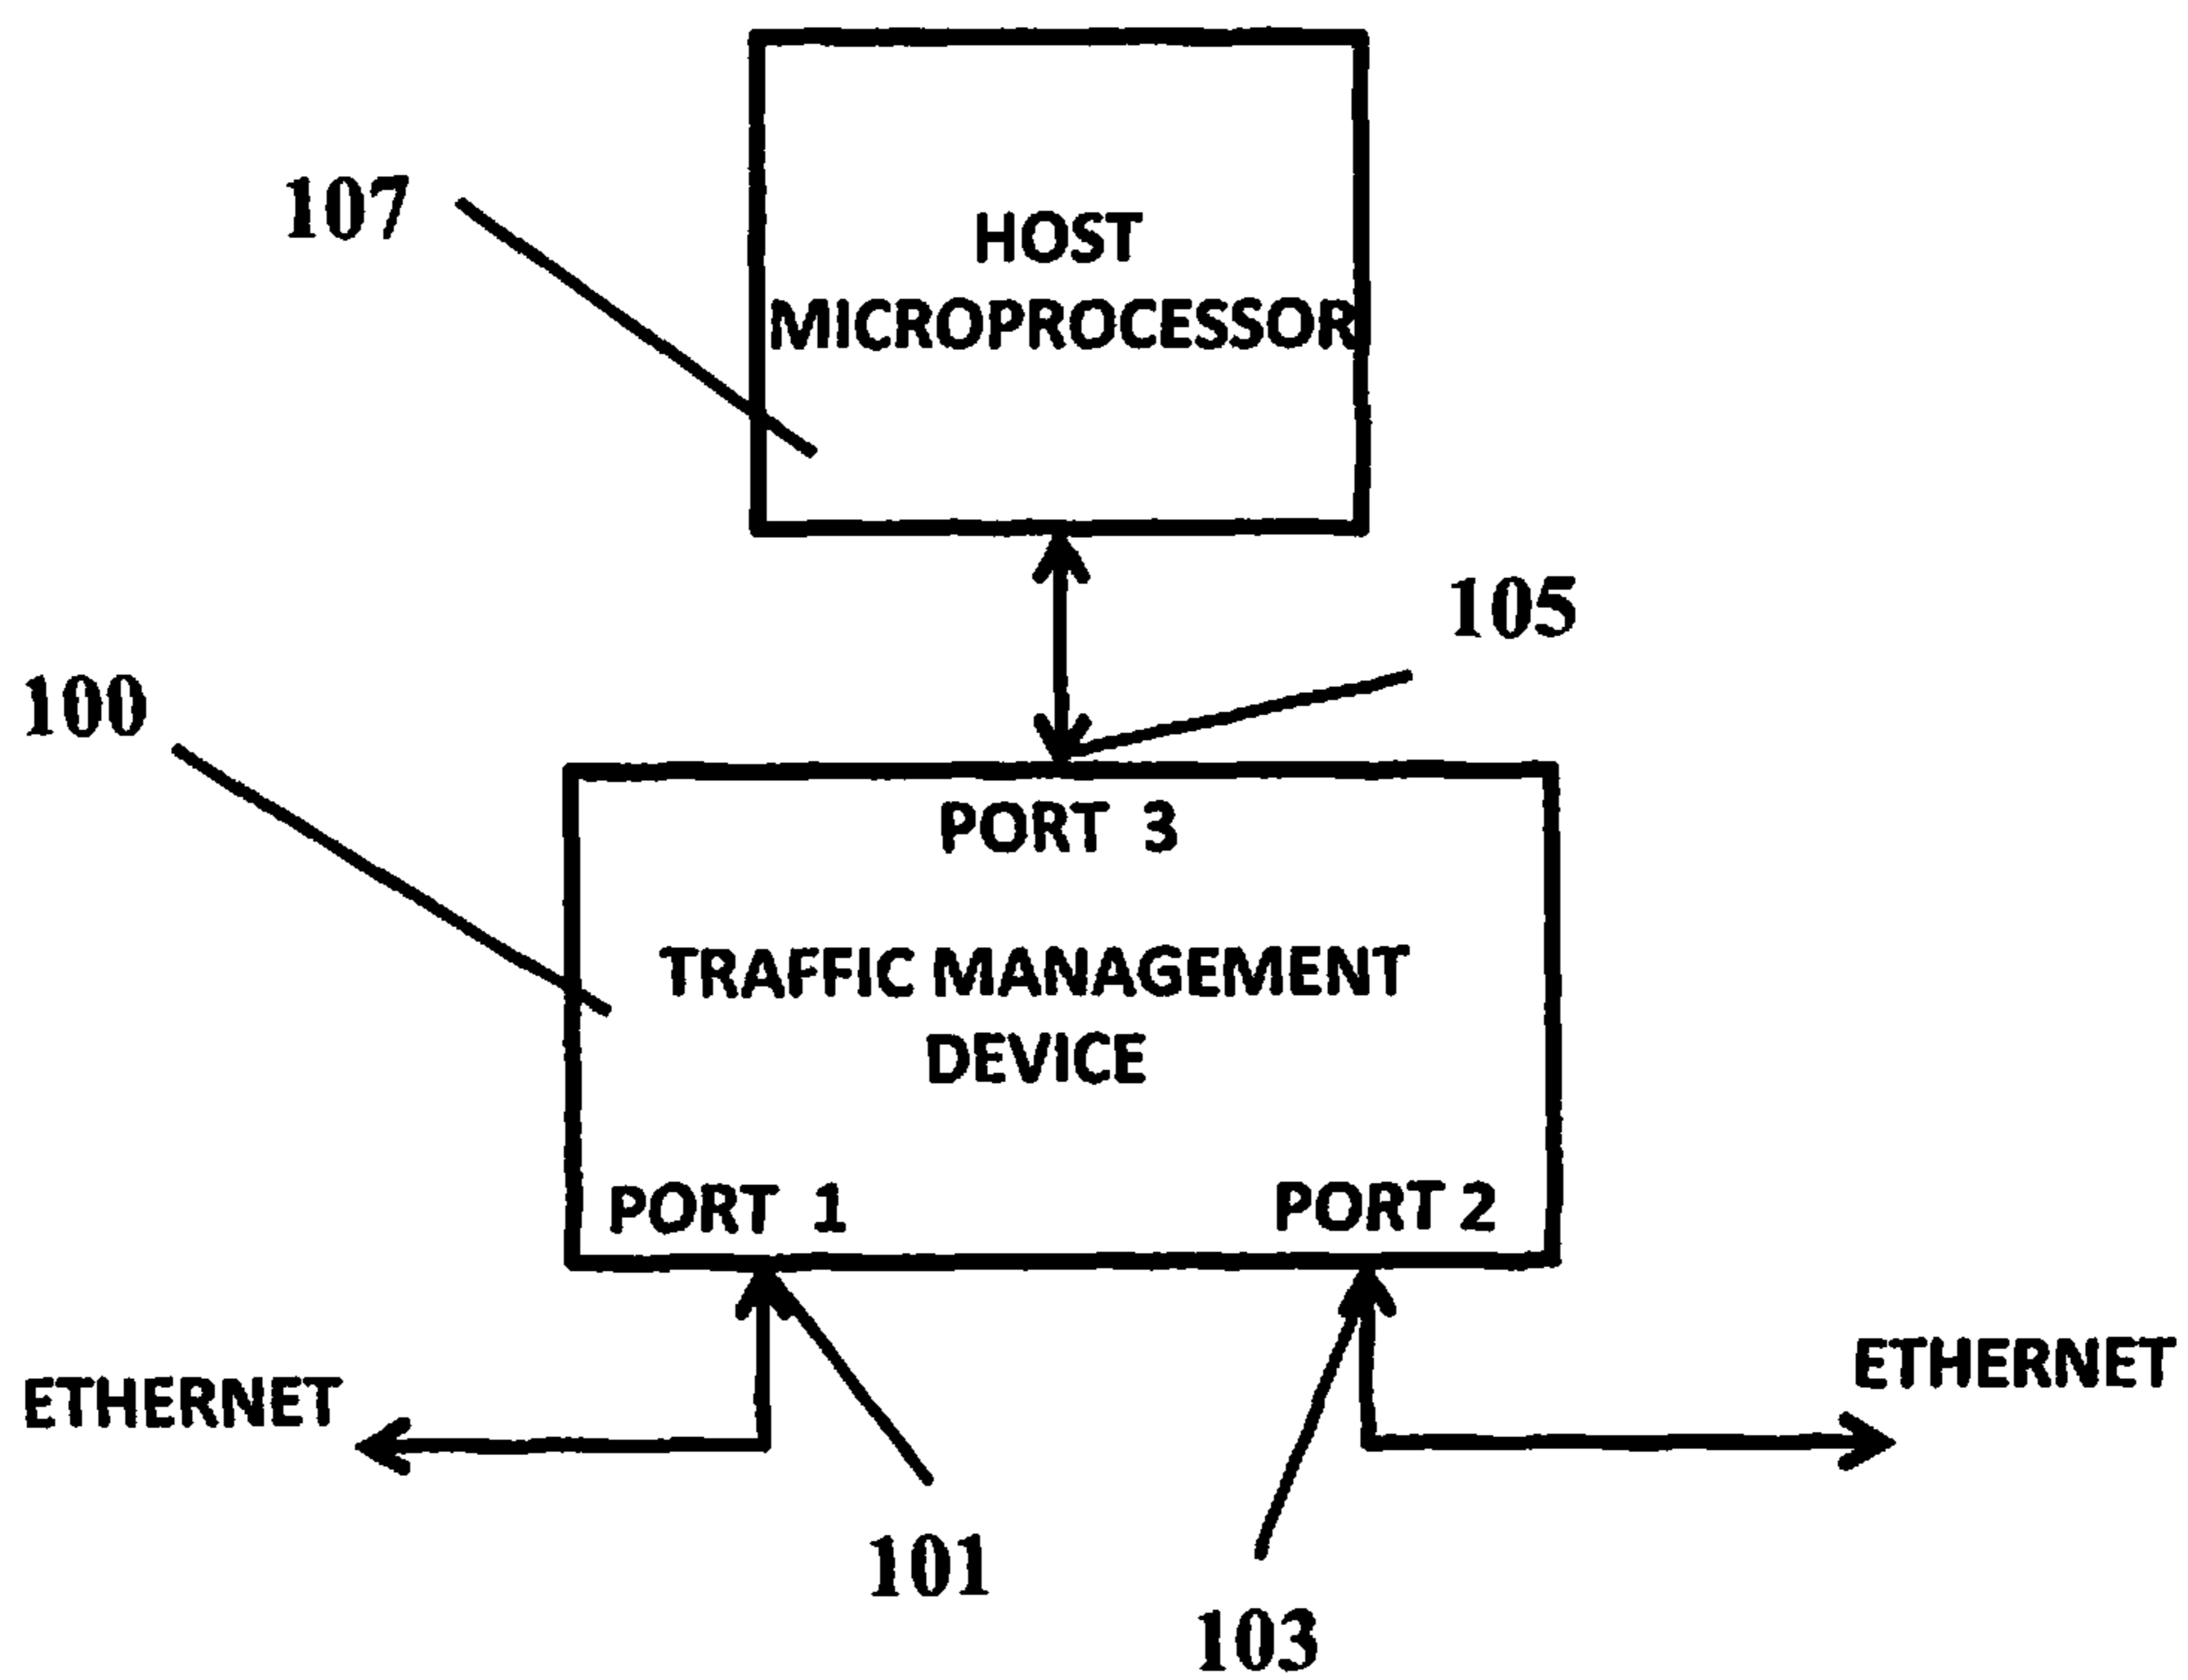 HOST
MICROPROCESSOR
107
105
100
PORT 3
TRAFFIC MANAGEMENT
DEVICE
PORT 1
PORT 2
ETHERNET
ETHERNET
101
103